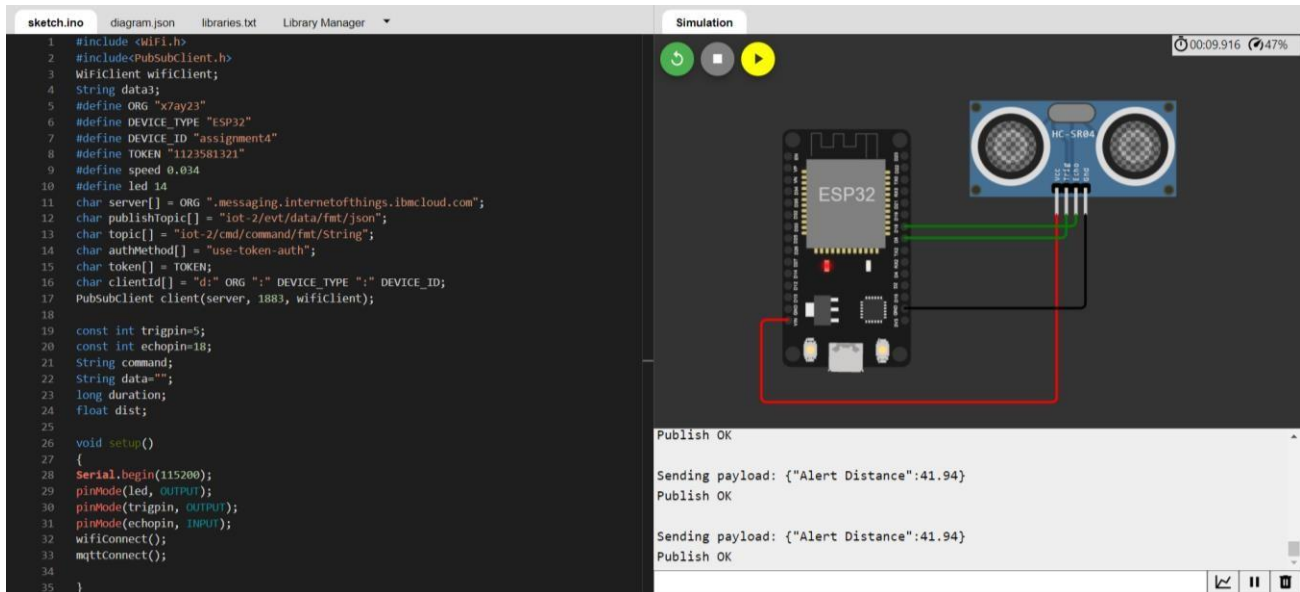 sketch.ino diagram.json libraries.txt Library Manager
1 #include <WiFi.h>
2 #include<PubSubClient.h>
3 WiFiClient wifiClient;
4 String data3;
5 #define ORG "x7ay23"
6 #define DEVICE_TYPE "ESP32"
7 #define DEVICE_ID "assignment4"
8 #define TOKEN "1123581321"
9 #define speed 0.034
10 #define led 14
11 char server[] = ORG ".messaging.internetofthings.ibmcloud.com";
12 char publishTopic[] = "iot-2/evt/data/fmt/json";
13 char topic[] = "iot-2/cmd/command/fmt/String";
14 char authMethod[] = "use-token-auth";
15 char token[] = TOKEN;
16 char clientId[] = "d:" ORG ":" DEVICE_TYPE ":" DEVICE_ID;
17 PubSubClient client(server, 1883, wifiClient);
18
19 const int trigpin=5;
20 const int echopin=18;
21 String command;
22 String data="";
23 long duration;
24 float dist;
25
26 void setup()
27 {
28 Serial.begin(115200);
29 pinMode(led, OUTPUT);
30 pinMode(trigpin, OUTPUT);
31 pinMode(echopin, INPUT);
32 wifiConnect();
33 mqttConnect();
34
35 }
Simulation
00:09.916 47%
HC-SR04
Vcc
Trig
Echo
Gnd
ESP32
Publish OK
Sending payload: {"Alert Distance":41.94}
Publish OK
Sending payload: {"Alert Distance":41.94}
Publish OK